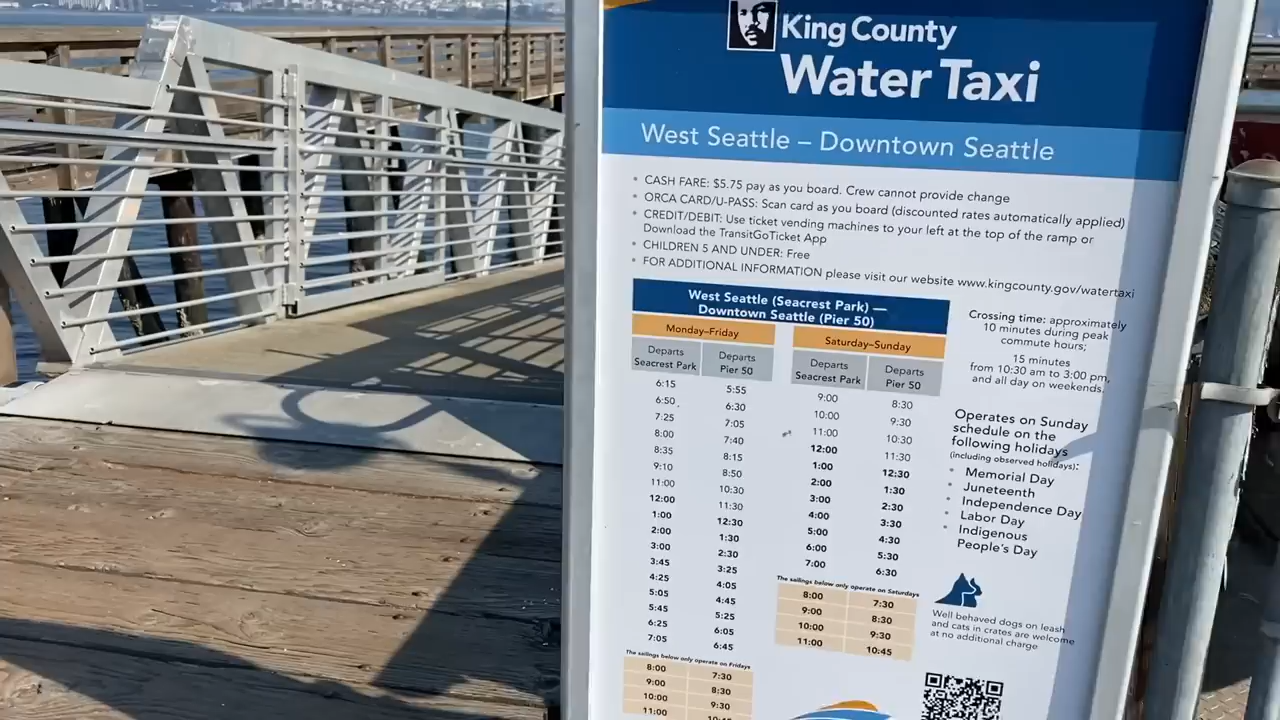 King County
Water Taxi
West Seattle – Downtown Seattle
• CASH FARE: $5.75 pay as you board. Crew cannot provide change
• ORCA CARD/U-PASS: Scan card as you board (discounted rates automatically applied)
• CREDIT/DEBIT: Use ticket vending machines to your left at the top of the ramp or
Download the TransitGoTicket App
• CHILDREN 5 AND UNDER: Free
• FOR ADDITIONAL INFORMATION please visit our website www.kingcounty.gov/watertaxi
West Seattle (Seacrest Park) —
Downtown Seattle (Pier 50)
Monday–Friday
Departs Seacrest Park
Departs Pier 50
6:15 5:55
6:50 6:30
7:25 7:05
8:00 7:40
8:35 8:15
9:10 8:50
11:00 10:30
12:00 11:30
1:00 12:30
2:00 1:30
3:00 2:30
3:45 3:25
4:25 4:05
5:05 4:45
5:45 5:25
6:25 6:05
7:05 6:45
The sailings below only operate on Fridays
8:00 7:30
9:00 8:30
10:00 9:30
11:00
Saturday–Sunday
Departs Seacrest Park
Departs Pier 50
9:00 8:30
10:00 9:30
11:00 10:30
12:00 11:30
1:00 12:30
2:00 1:30
3:00 2:30
4:00 3:30
5:00 4:30
6:00 5:30
7:00 6:30
The sailings below only operate on Saturdays
8:00 7:30
9:00 8:30
10:00 9:30
11:00 10:45
Crossing time: approximately
10 minutes during peak
commute hours;
15 minutes
from 10:30 am to 3:00 pm,
and all day on weekends.
Operates on Sunday
schedule on the
following holidays
(including observed holidays):
• Memorial Day
• Juneteenth
• Independence Day
• Labor Day
• Indigenous
People's Day
Well behaved dogs on leash
and cats in crates are welcome
at no additional charge